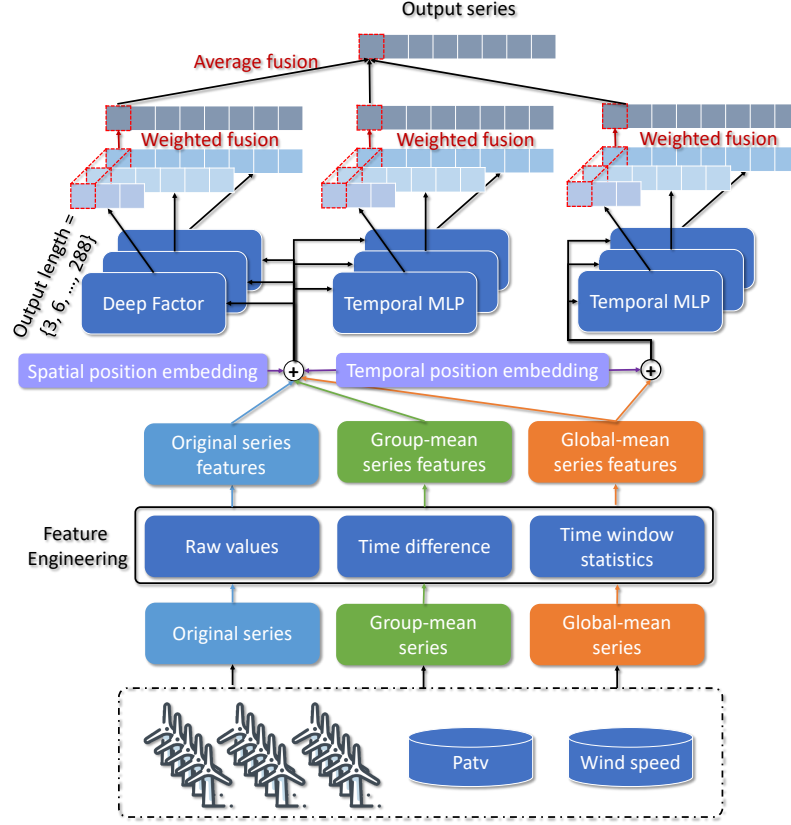 Output series
Average fusion
Weighted fusion
Weighted fusion
Weighted fusion
Output length =
{3, 6, ..., 288}
Deep Factor
Temporal MLP
Temporal MLP
Spatial position embedding
+
Temporal position embedding
+
Original series
features
Group-mean
series features
Global-mean
series features
Feature
Engineering
Raw values
Time difference
Time window
statistics
Original series
Group-mean
series
Global-mean
series
Patv
Wind speed